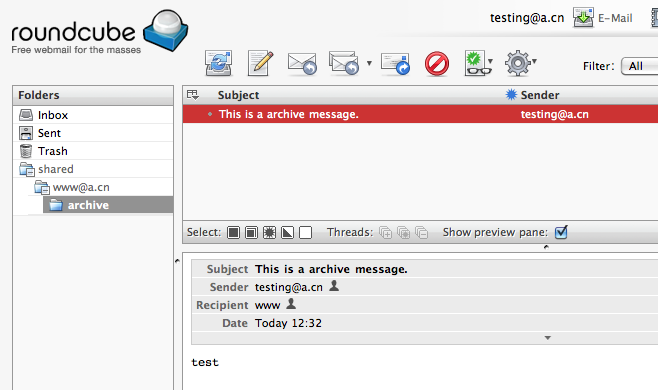 roundcube
Free webmail for the masses
testing@a.cn E-Mail
Filter: All
Folders
Inbox
Sent
Trash
shared
www@a.cn
archive
Subject Sender
This is a archive message. testing@a.cn
Select: Threads: Show preview pane:
Subject This is a archive message.
Sender testing@a.cn
Recipient www
Date Today 12:32
test